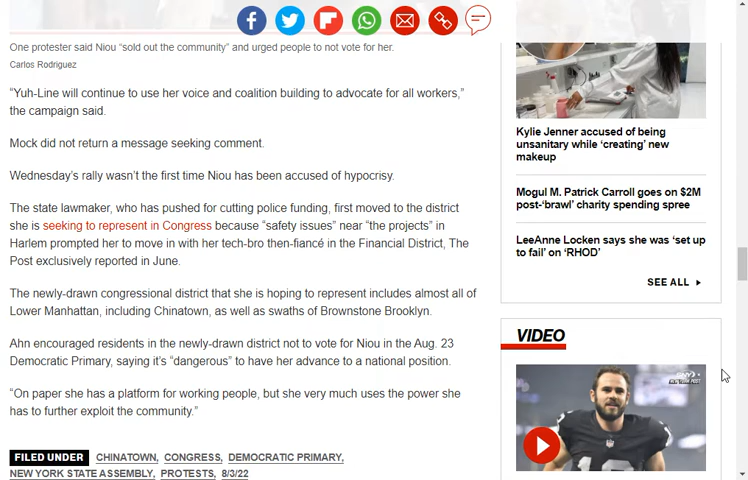 One protester said Niou “sold out the community” and urged people to not vote for her.
Carlos Rodriguez
“Yuh-Line will continue to use her voice and coalition building to advocate for all workers,”
the campaign said.
Mock did not return a message seeking comment.
Wednesday’s rally wasn’t the first time Niou has been accused of hypocrisy.
The state lawmaker, who has pushed for cutting police funding, first moved to the district
she is seeking to represent in Congress because “safety issues” near “the projects” in
Harlem prompted her to move in with her tech-bro then-fiancé in the Financial District, The
Post exclusively reported in June.
The newly-drawn congressional district that she is hoping to represent includes almost all of
Lower Manhattan, including Chinatown, as well as swaths of Brownstone Brooklyn.
Ahn encouraged residents in the newly-drawn district not to vote for Niou in the Aug. 23
Democratic Primary, saying it’s “dangerous” to have her advance to a national position.
“On paper she has a platform for working people, but she very much uses the power she
has to further exploit the community.”
FILED UNDER CHINATOWN, CONGRESS, DEMOCRATIC PRIMARY,
NEW YORK STATE ASSEMBLY, PROTESTS, 8/3/22
Kylie Jenner accused of being
unsanitary while ‘creating’ new
makeup
Mogul M. Patrick Carroll goes on $2M
post-‘brawl’ charity spending spree
LeeAnne Locken says she was ‘set up
to fail’ on ‘RHOD’
SEE ALL
VIDEO
SNY
NEW YORK POST